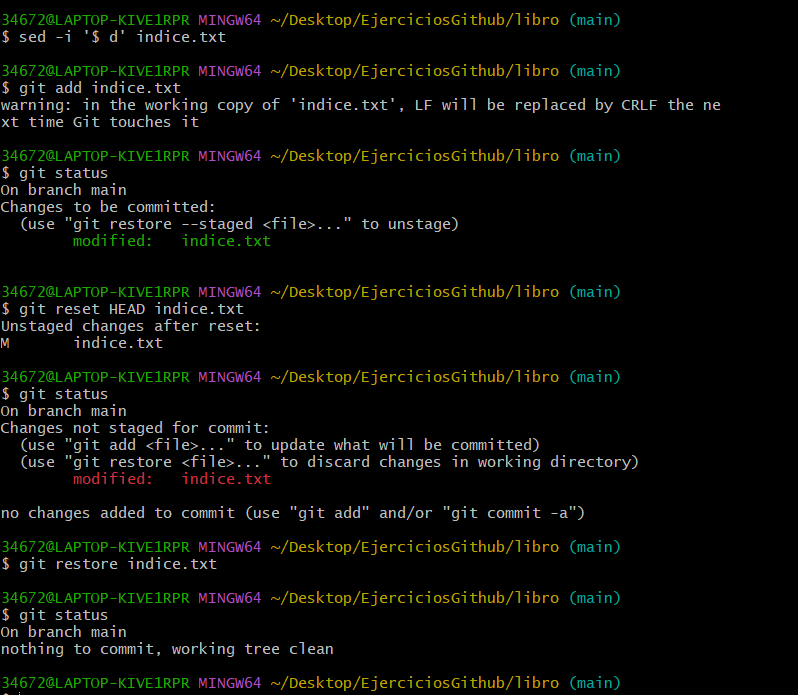 34672@LAPTOP-KIVE1RPR MINGW64 ~/Desktop/EjerciciosGithub/libro (main)
$ sed -i '$ d' indice.txt

34672@LAPTOP-KIVE1RPR MINGW64 ~/Desktop/EjerciciosGithub/libro (main)
$ git add indice.txt
warning: in the working copy of 'indice.txt', LF will be replaced by CRLF the ne
xt time Git touches it

34672@LAPTOP-KIVE1RPR MINGW64 ~/Desktop/EjerciciosGithub/libro (main)
$ git status
On branch main
Changes to be committed:
  (use "git restore --staged <file>..." to unstage)
        modified:   indice.txt


34672@LAPTOP-KIVE1RPR MINGW64 ~/Desktop/EjerciciosGithub/libro (main)
$ git reset HEAD indice.txt
Unstaged changes after reset:
M       indice.txt

34672@LAPTOP-KIVE1RPR MINGW64 ~/Desktop/EjerciciosGithub/libro (main)
$ git status
On branch main
Changes not staged for commit:
  (use "git add <file>..." to update what will be committed)
  (use "git restore <file>..." to discard changes in working directory)
        modified:   indice.txt

no changes added to commit (use "git add" and/or "git commit -a")

34672@LAPTOP-KIVE1RPR MINGW64 ~/Desktop/EjerciciosGithub/libro (main)
$ git restore indice.txt

34672@LAPTOP-KIVE1RPR MINGW64 ~/Desktop/EjerciciosGithub/libro (main)
$ git status
On branch main
nothing to commit, working tree clean

34672@LAPTOP-KIVE1RPR MINGW64 ~/Desktop/EjerciciosGithub/libro (main)